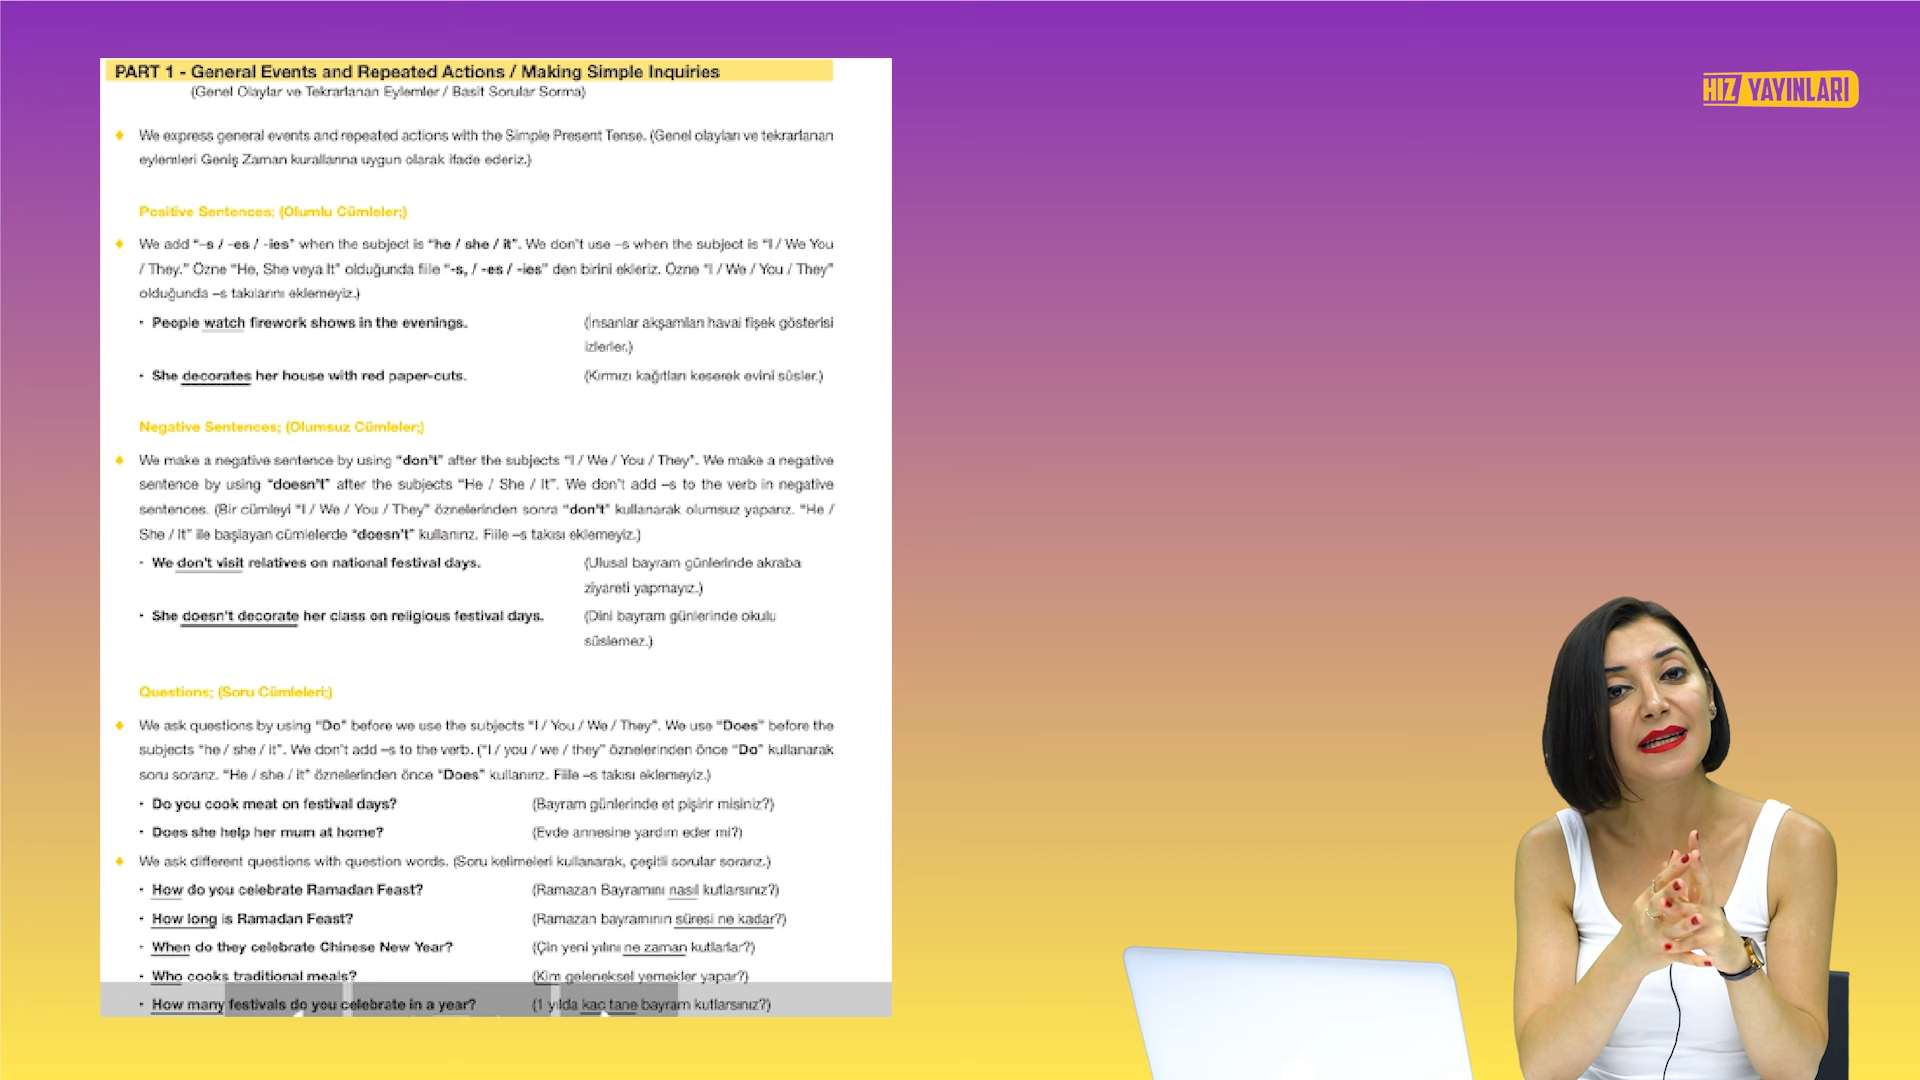 PART 1 - General Events and Repeated Actions / Making Simple Inquiries
(Genel Olaylar ve Tekrarlanan Eylemler / Basit Sorular Sorma)
HIZ YAYINLARI
We express general events and repeated actions with the Simple Present Tense. (Genel olayları ve tekrarlanan
eylemleri Geniş Zaman kurallarına uygun olarak ifade ederiz.)
Positive Sentences; (Olumlu Cümleler;)
We add “–s / -es / -ies” when the subject is “he / she / it”. We don’t use –s when the subject is “I / We You
/ They.” Özne “He, She veya It” olduğunda fiile “-s, / -es / -ies” den birini ekleriz. Özne “I / We / You / They”
olduğunda –s takılarını eklemeyiz.)
· People watch firework shows in the evenings. (İnsanlar akşamları havai fişek gösterisi
izlerler.)
· She decorates her house with red paper-cuts. (Kırmızı kağıtları keserek evini süsler.)
Negative Sentences; (Olumsuz Cümleler;)
We make a negative sentence by using “don’t” after the subjects “I / We / You / They”. We make a negative
sentence by using “doesn’t” after the subjects “He / She / It”. We don’t add –s to the verb in negative
sentences. (Bir cümleyi “I / We / You / They” öznelerinden sonra “don’t” kullanarak olumsuz yaparız. “He /
She / It” ile başlayan cümlelerde “doesn’t” kullanırız. Fiile –s takısı eklemeyiz.)
· We don’t visit relatives on national festival days. (Ulusal bayram günlerinde akraba
ziyareti yapmayız.)
· She doesn’t decorate her class on religious festival days. (Dini bayram günlerinde okulu
süslemez.)
Questions; (Soru Cümleleri;)
We ask questions by using “Do” before we use the subjects “I / You / We / They”. We use “Does” before the
subjects “he / she / it”. We don’t add –s to the verb. (“I / you / we / they” öznelerinden önce “Do” kullanarak
soru sorarız. “He / she / it” öznelerinden önce “Does” kullanırız. Fiile –s takısı eklemeyiz.)
· Do you cook meat on festival days? (Bayram günlerinde et pişirir misiniz?)
· Does she help her mum at home? (Evde annesine yardım eder mi?)
We ask different questions with question words. (Soru kelimeleri kullanarak, çeşitli sorular sorarız.)
· How do you celebrate Ramadan Feast? (Ramazan Bayramını nasıl kutlarsınız?)
· How long is Ramadan Feast? (Ramazan bayramının süresi ne kadar?)
· When do they celebrate Chinese New Year? (Çin yeni yılını ne zaman kutlarlar?)
· Who cooks traditional meals? (Kim geleneksel yemekler yapar?)
· How many festivals do you celebrate in a year? (1 yılda kaç tane bayram kutlarsınız?)